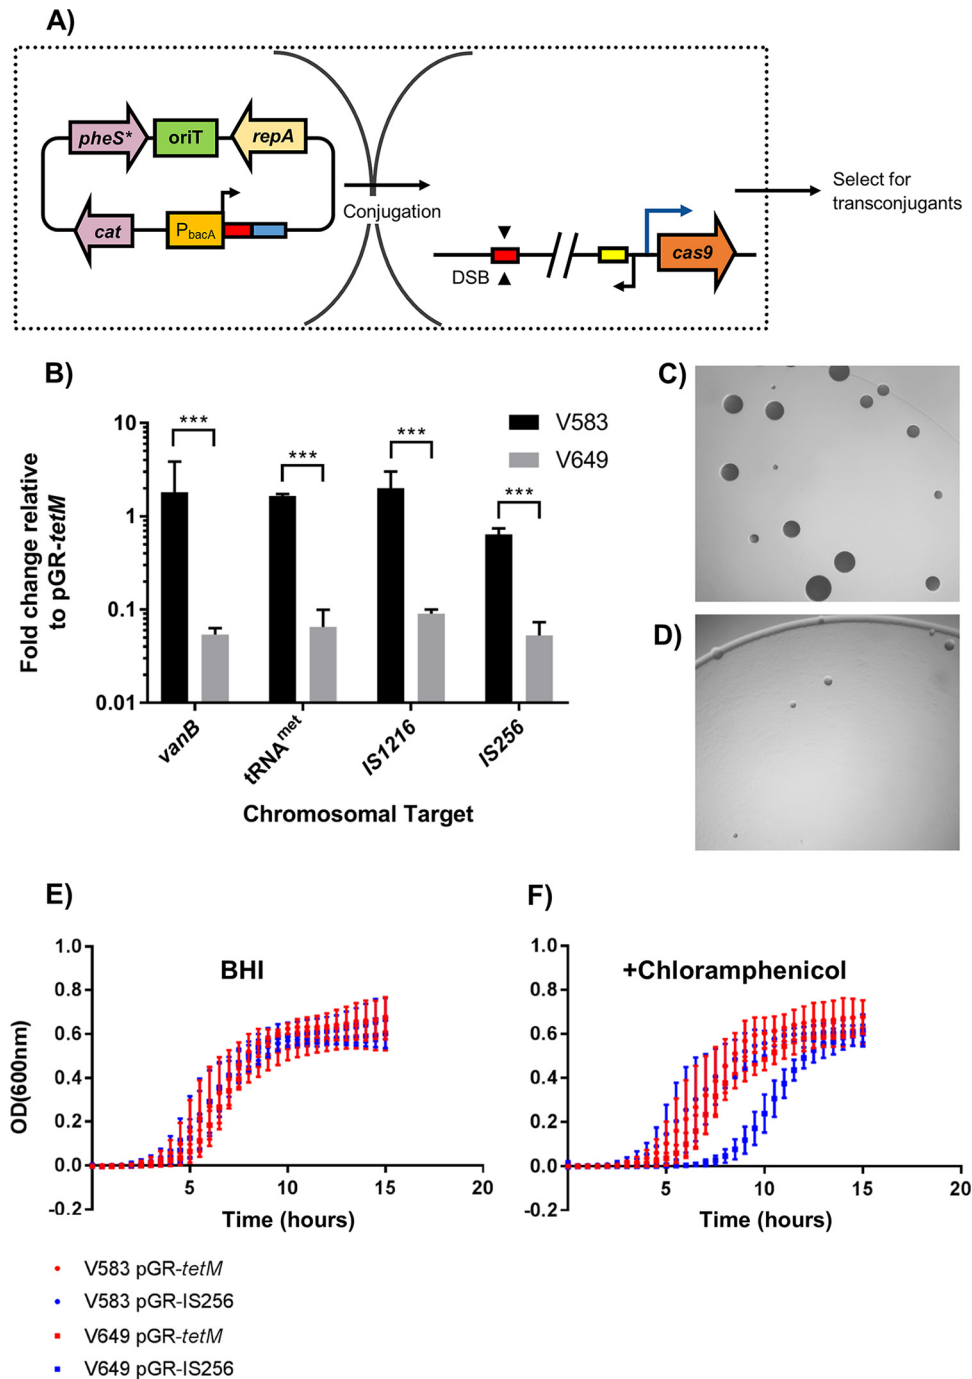 A)
pheS*
oriT
repA
cat
PbacA
Conjugation
DSB
cas9
Select for
transconjugants
B)
Fold change relative
to pGR-tetM
10
1
0.1
0.01
***
***
***
***
V583
V649
vanB
tRNAmet
IS1216
IS256
Chromosomal Target
C)
D)
E)
BHI
OD(600nm)
1.0
0.8
0.6
0.4
0.2
0.0
-0.2
5
10
15
20
Time (hours)
F)
+Chloramphenicol
1.0
0.8
0.6
0.4
0.2
0.0
-0.2
5
10
15
20
Time (hours)
V583 pGR-tetM
V583 pGR-IS256
V649 pGR-tetM
V649 pGR-IS256